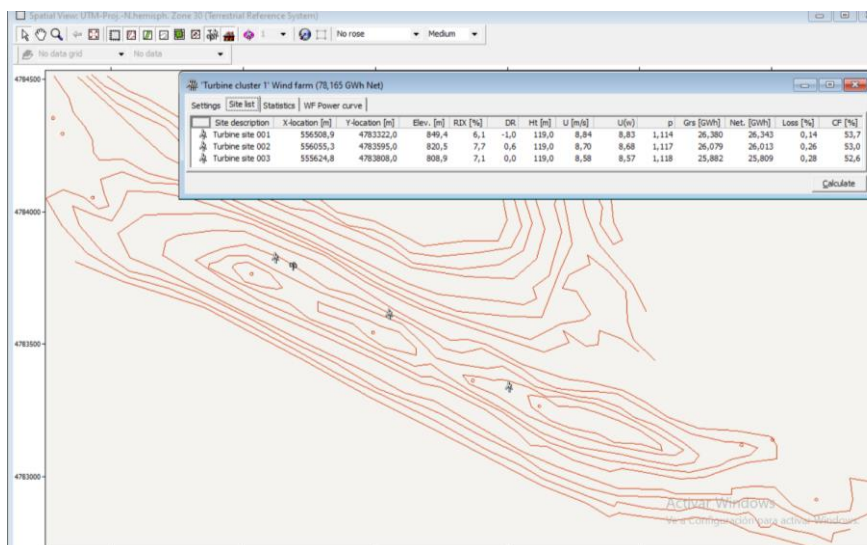 Spatial View: UTM-Proj.-N.hemisph. Zone 30 (Terrestrial Reference System)
1 No rose Medium
No data grid No data
4794500
'Turbine cluster 1' Wind farm (78,165 GWh Net)
Settings Site list Statistics WF Power curve
Site description X-location [m] Y-location [m] Elev. [m] RIX [%] DR Ht [m] U [m/s] U(w) p Grs [GWh] Net. [GWh] Loss [%] CF [%]
Turbine site 001 556508,9 4783322,0 849,4 6,1 -1,0 119,0 8,84 8,83 1,114 26,380 26,343 0,14 53,7
Turbine site 002 556055,3 4783595,0 820,5 7,7 0,6 119,0 8,70 8,68 1,117 26,079 26,013 0,26 53,0
Turbine site 003 555624,8 4783808,0 808,9 7,1 0,0 119,0 8,58 8,57 1,118 25,882 25,809 0,28 52,6
Calculate
4784000
4783500
4783000
Activar Windows
Ve a Configuración para activar Windows.